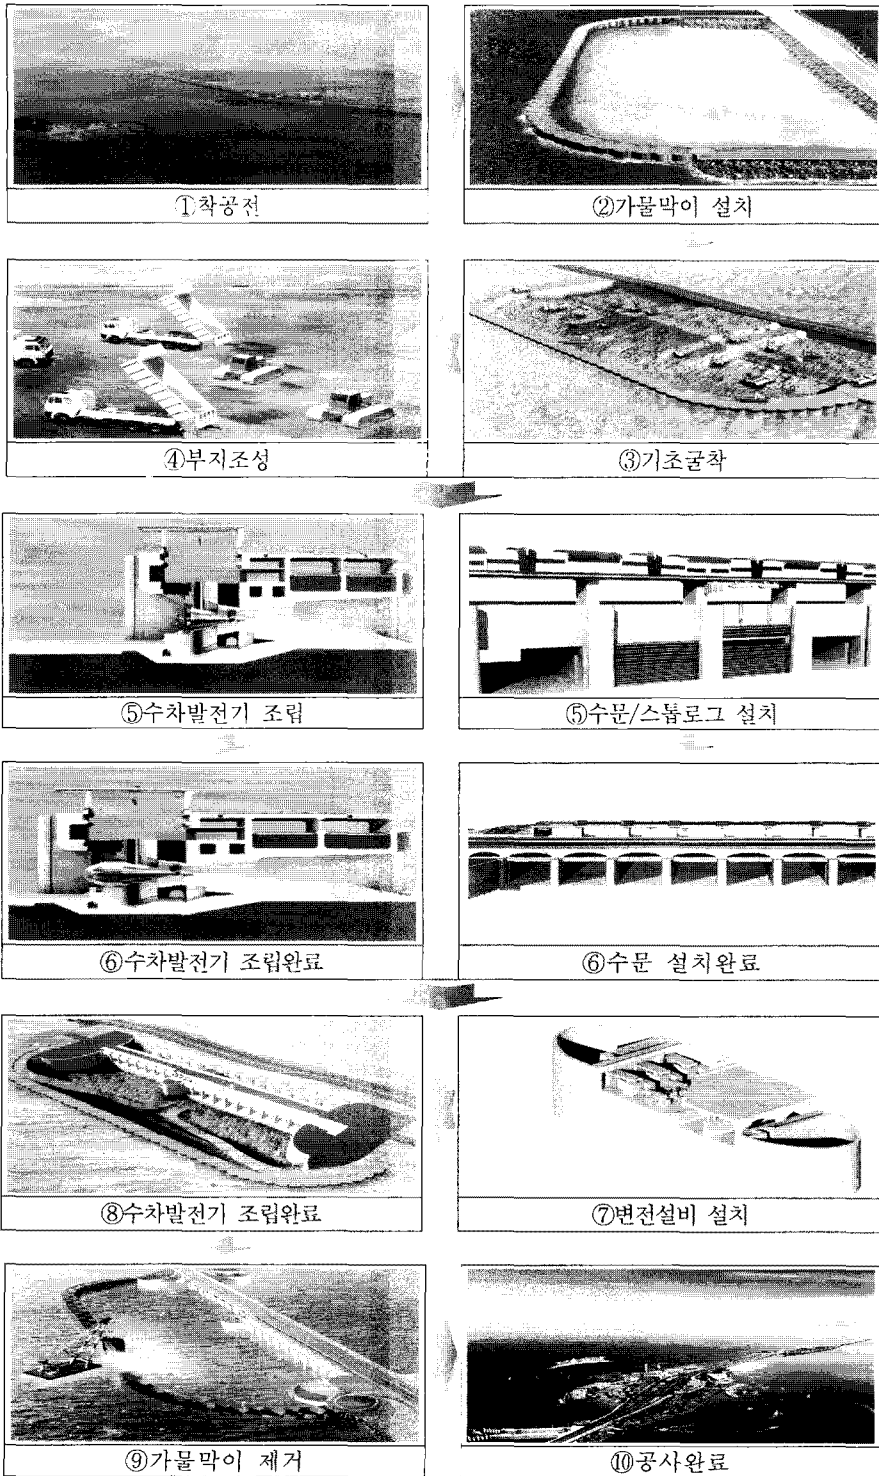 ①착공전
②가물막이 설치
④부지조성
③기초굴착
⑤수차발전기 조립
⑤수문/스톱로그 설치
⑥수차발전기 조립완료
⑥수문 설치완료
⑧수차발전기 조립완료
⑦변전설비 설치
⑨가물막이 제거
⑩공사완료